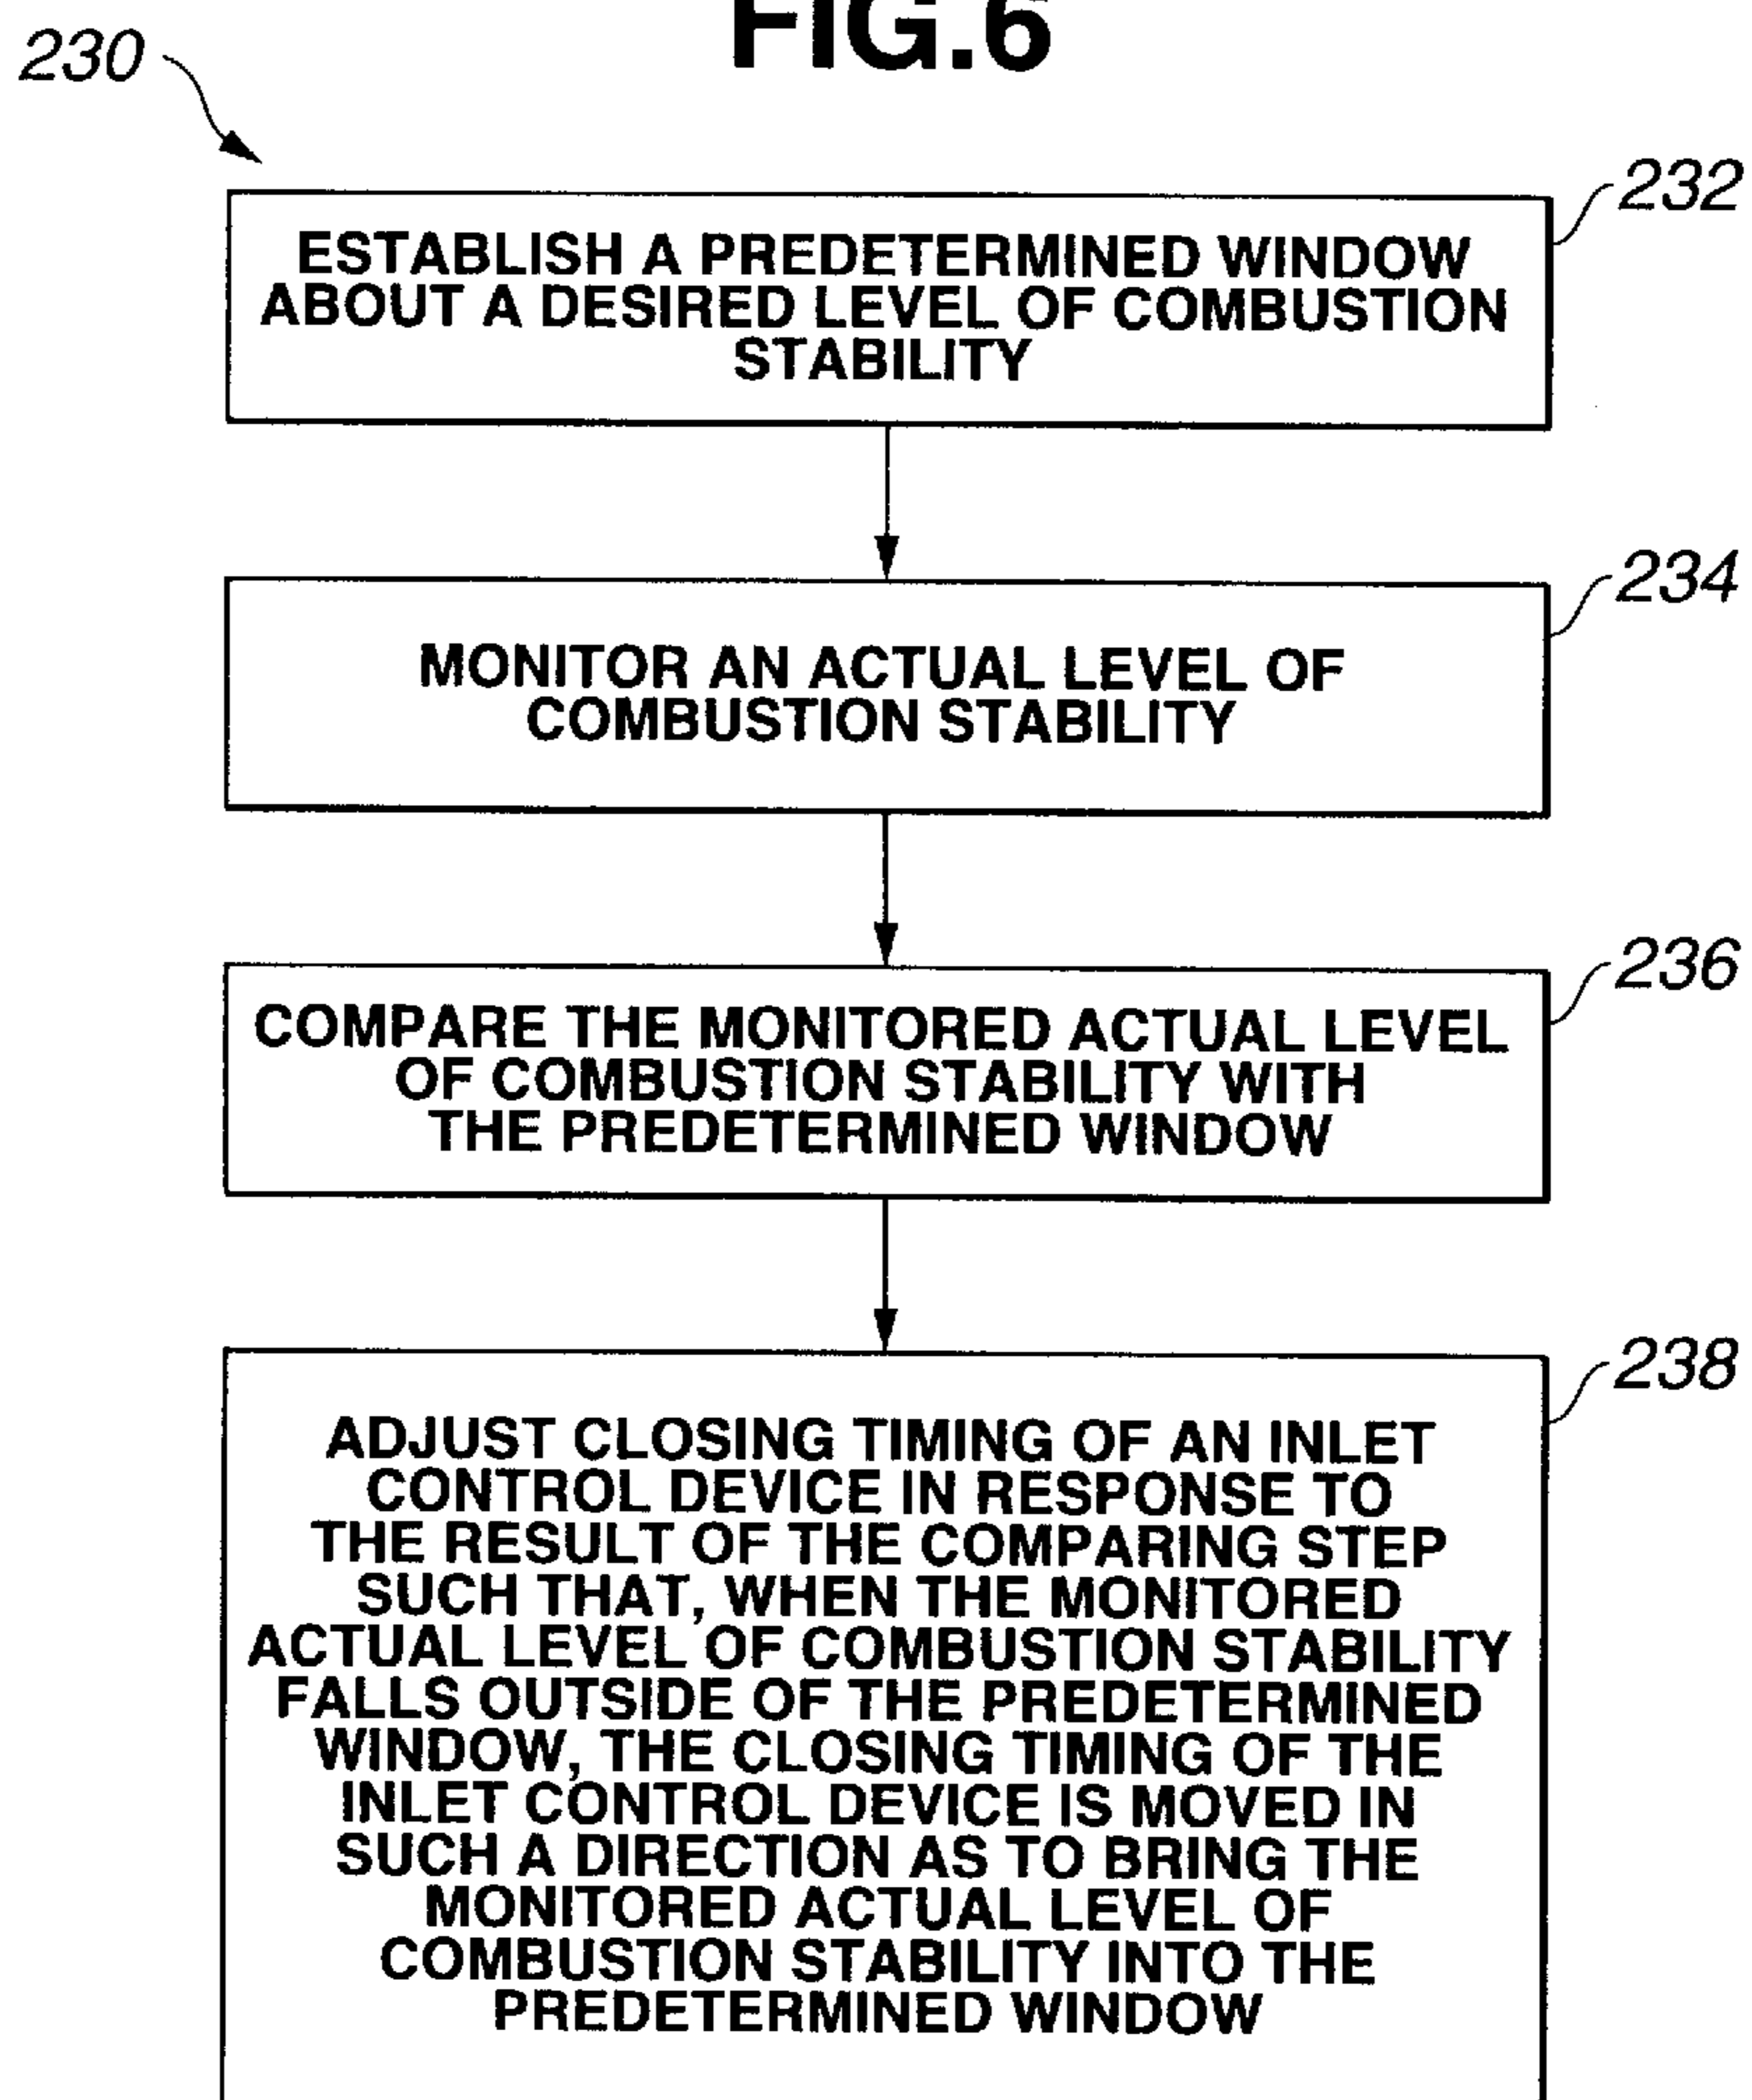 FIG.6
230
232
ESTABLISH A PREDETERMINED WINDOW
ABOUT A DESIRED LEVEL OF COMBUSTION
STABILITY
234
MONITOR AN ACTUAL LEVEL OF
COMBUSTION STABILITY
236
COMPARE THE MONITORED ACTUAL LEVEL
OF COMBUSTION STABILITY WITH
THE PREDETERMINED WINDOW
238
ADJUST CLOSING TIMING OF AN INLET
CONTROL DEVICE IN RESPONSE TO
THE RESULT OF THE COMPARING STEP
SUCH THAT, WHEN THE MONITORED
ACTUAL LEVEL OF COMBUSTION STABILITY
FALLS OUTSIDE OF THE PREDETERMINED
WINDOW, THE CLOSING TIMING OF THE
INLET CONTROL DEVICE IS MOVED IN
SUCH A DIRECTION AS TO BRING THE
MONITORED ACTUAL LEVEL OF
COMBUSTION STABILITY INTO THE
PREDETERMINED WINDOW